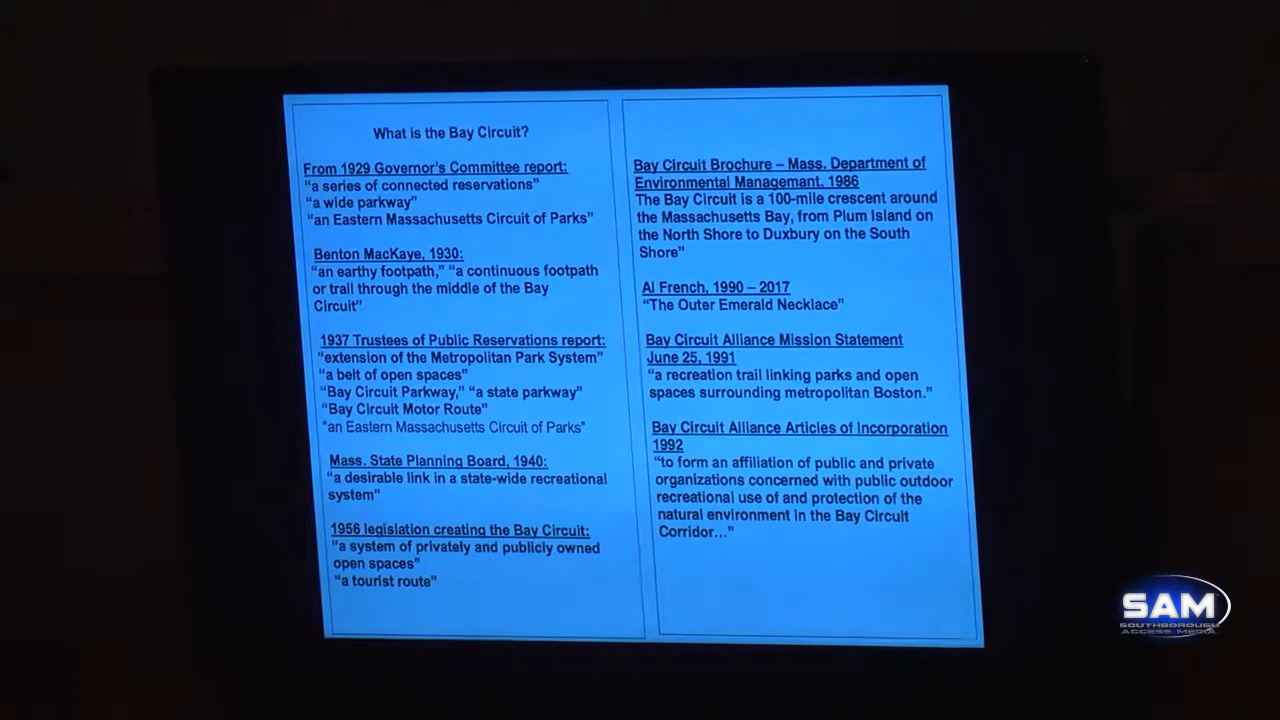 What is the Bay Circuit?
From 1929 Governor's Committee report:
"a series of connected reservations"
"a wide parkway"
"an Eastern Massachusetts Circuit of Parks"
Benton MacKaye, 1930:
"an earthy footpath," "a continuous footpath
or trail through the middle of the Bay
Circuit"
1937 Trustees of Public Reservations report:
"extension of the Metropolitan Park System"
"a belt of open spaces"
"Bay Circuit Parkway," "a state parkway"
"Bay Circuit Motor Route"
"an Eastern Massachusetts Circuit of Parks"
Mass. State Planning Board, 1940:
"a desirable link in a state-wide recreational
system"
1956 legislation creating the Bay Circuit:
"a system of privately and publicly owned
open spaces"
"a tourist route"
Bay Circuit Brochure – Mass. Department of
Environmental Managemant, 1986
The Bay Circuit is a 100-mile crescent around
the Massachusetts Bay, from Plum Island on
the North Shore to Duxbury on the South
Shore"
Al French, 1990 – 2017
"The Outer Emerald Necklace"
Bay Circuit Alliance Mission Statement
June 25, 1991
"a recreation trail linking parks and open
spaces surrounding metropolitan Boston."
Bay Circuit Alliance Articles of Incorporation
1992
"to form an affiliation of public and private
organizations concerned with public outdoor
recreational use of and protection of the
natural environment in the Bay Circuit
Corridor..."
SAM
SOUTHBOROUGH
ACCESS MEDIA